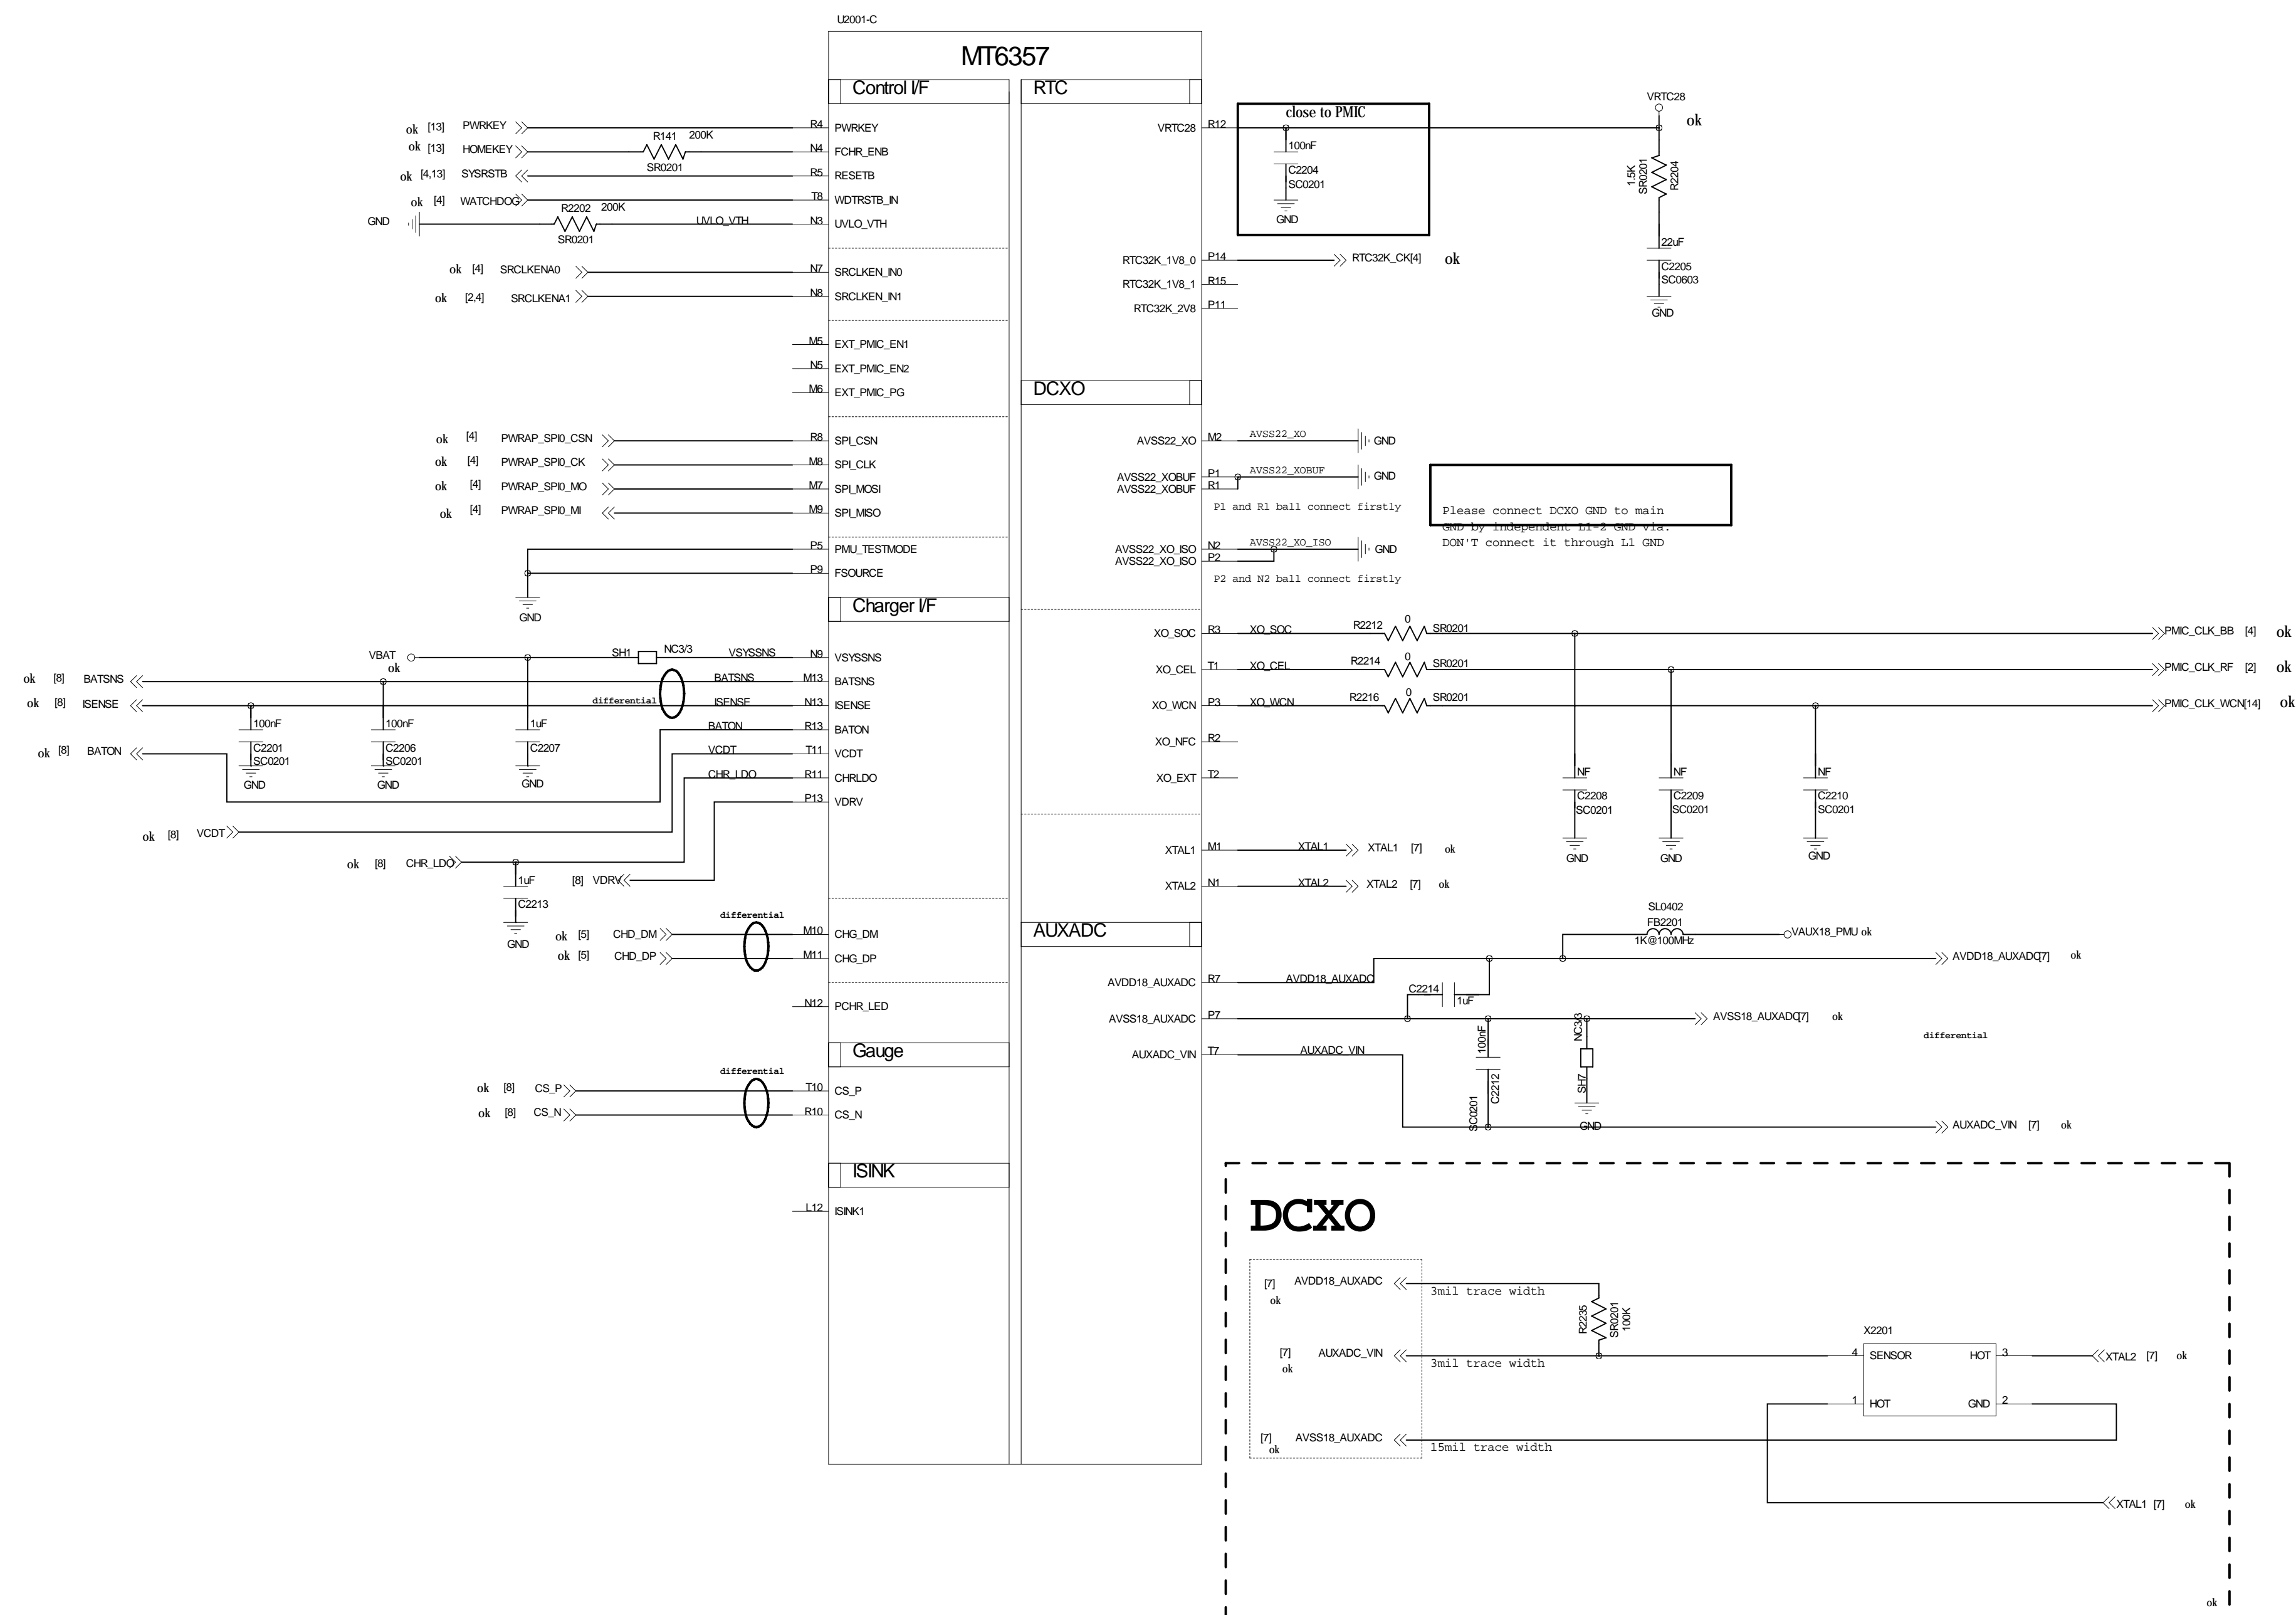 U2001-C
MT6357
Control I/F
RTC
ok [13] PWRKEY R4 PWRKEY
ok [13] HOMEKEY R141 200K SR0201 N4 FCHR_ENB
ok [4,13] SYSRSTB R5 RESETB
ok [4] WATCHDOG T8 WDTRSTB_IN
GND R2202 200K SR0201 UVLO_VTH N3 UVLO_VTH
ok [4] SRCLKENA0 N7 SRCLKEN_IN0
ok [2,4] SRCLKENA1 N8 SRCLKEN_IN1
M5 EXT_PMIC_EN1
N5 EXT_PMIC_EN2
M6 EXT_PMIC_PG
ok [4] PWRAP_SPI0_CSN R8 SPI_CSN
ok [4] PWRAP_SPI0_CK M8 SPI_CLK
ok [4] PWRAP_SPI0_MO M7 SPI_MOSI
ok [4] PWRAP_SPI0_MI M9 SPI_MISO
P5 PMU_TESTMODE
P9 FSOURCE
GND
Charger I/F
VBAT ok SH1 NC3/3 VSYSSNS N9 VSYSSNS
ok [8] BATSNS BATSNS M13 BATSNS
ok [8] ISENSE differential ISENSE N13 ISENSE
ok [8] BATON BATON R13 BATON
100nF C2201 SC0201 GND
100nF C2206 SC0201 GND
1uF C2207 GND
VCDT T11 VCDT
CHR_LDO R11 CHRLDO
P13 VDRV
ok [8] VCDT
ok [8] CHR_LDO
1uF C2213 GND
[8] VDRV
differential
ok [5] CHD_DM M10 CHG_DM
ok [5] CHD_DP M11 CHG_DP
N12 PCHR_LED
Gauge
differential
ok [8] CS_P T10 CS_P
ok [8] CS_N R10 CS_N
ISINK
L12 ISINK1
close to PMIC
VRTC28 R12
100nF
C2204
SC0201
GND
VRTC28
ok
1.5K
SR0201
R2204
22uF
C2205
SC0603
GND
RTC32K_1V8_0 P14 RTC32K_CK[4] ok
RTC32K_1V8_1 R15
RTC32K_2V8 P11
DCXO
AVSS22_XO M2 AVSS22_XO GND
AVSS22_XOBUF P1 AVSS22_XOBUF GND
AVSS22_XOBUF R1
P1 and R1 ball connect firstly
Please connect DCXO GND to main
GND by independent L1-2 GND via.
DON'T connect it through L1 GND
AVSS22_XO_ISO N2 AVSS22_XO_ISO GND
AVSS22_XO_ISO P2
P2 and N2 ball connect firstly
XO_SOC R3 XO_SOC R2212 0 SR0201 PMIC_CLK_BB [4] ok
XO_CEL T1 XO_CEL R2214 0 SR0201 PMIC_CLK_RF [2] ok
XO_WCN P3 XO_WCN R2216 0 SR0201 PMIC_CLK_WCN[14] ok
XO_NFC R2
XO_EXT T2
NF C2208 SC0201 GND
NF C2209 SC0201 GND
NF C2210 SC0201 GND
XTAL1 M1 XTAL1 XTAL1 [7] ok
XTAL2 N1 XTAL2 XTAL2 [7] ok
AUXADC
SL0402
FB2201
1K@100MHz
VAUX18_PMU ok
AVDD18_AUXADC[7] ok
AVDD18_AUXADC R7 AVDD18_AUXADC
C2214 1uF
AVSS18_AUXADC P7 AVSS18_AUXADC[7] ok
differential
100nF
C2212
SC0201
NC3/3
SH7
GND
AUXADC_VIN T7 AUXADC_VIN
AUXADC_VIN [7] ok
DCXO
[7] AVDD18_AUXADC 3mil trace width
ok
R2235
SR0201
100K
[7] AUXADC_VIN 3mil trace width
ok
X2201
4 SENSOR HOT 3 XTAL2 [7] ok
1 HOT GND 2
[7] AVSS18_AUXADC 15mil trace width
ok
XTAL1 [7] ok
ok